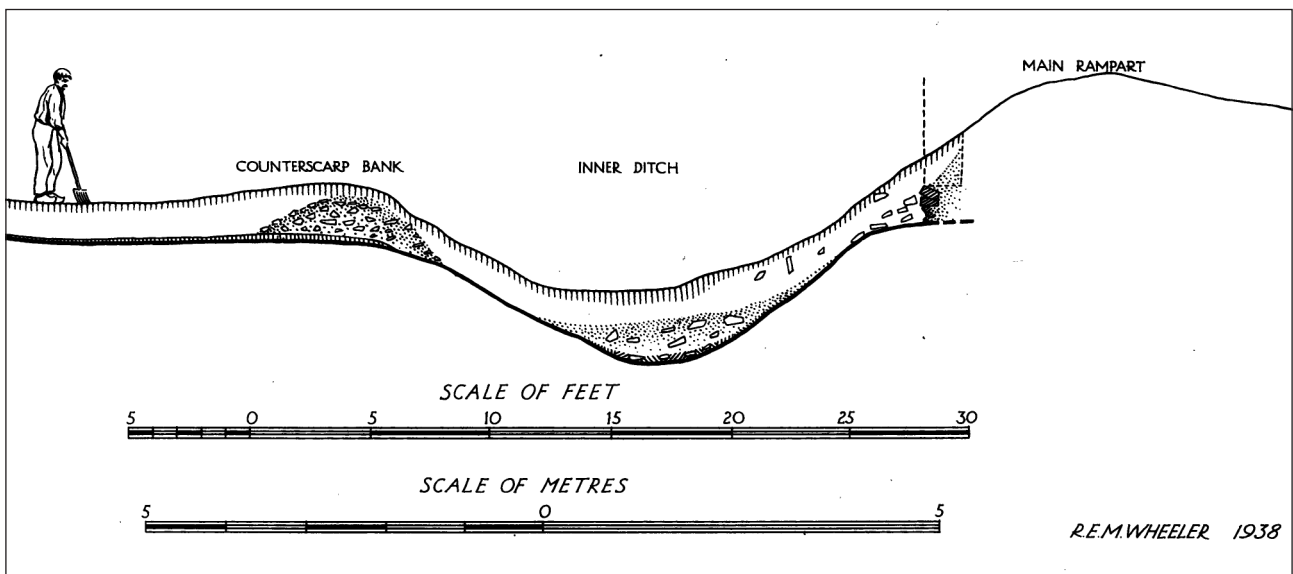 MAIN RAMPART
COUNTERSCARP BANK
INNER DITCH
SCALE OF FEET
5 0 5 10 15 20 25 30
SCALE OF METRES
5 0 5
R.E.M.WHEELER 1938